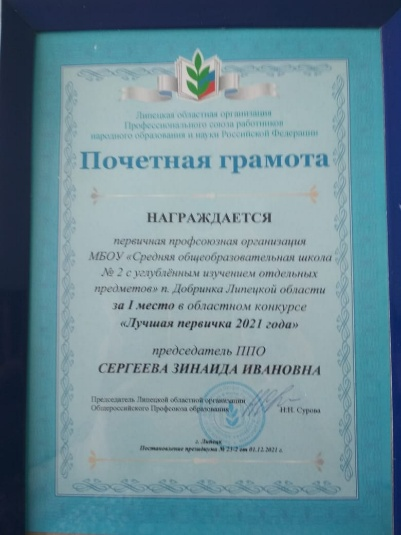 Липецкая областная организация
Профессионального союза работников
народного образования и науки Российской Федерации
Почетная грамота
НАГРАЖДАЕТСЯ
первичная профсоюзная организация
МБОУ «Средняя общеобразовательная школа
№ 2 с углублённым изучением отдельных
предметов» п. Добринка Липецкой области
за I место в областном конкурсе
«Лучшая первичка 2021 года»
председатель ППО
СЕРГЕЕВА ЗИНАИДА ИВАНОВНА
Председатель Липецкой областной организации
Общероссийского Профсоюза образования
Н.Н. Сурова
г. Липецк
Постановление президиума № 23/2 от 01.12.2021 г.